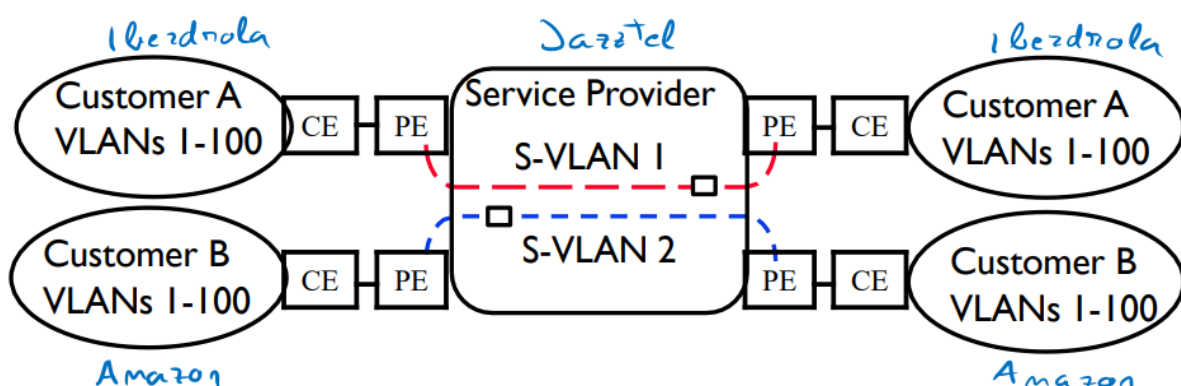 Iberdrola
Jazztel
Iberdrola
Customer A
VLANs 1-100
CE
PE
Service Provider
S-VLAN 1
PE
CE
Customer A
VLANs 1-100
Customer B
VLANs 1-100
CE
PE
S-VLAN 2
PE
CE
Customer B
VLANs 1-100
Amazon
Amazon